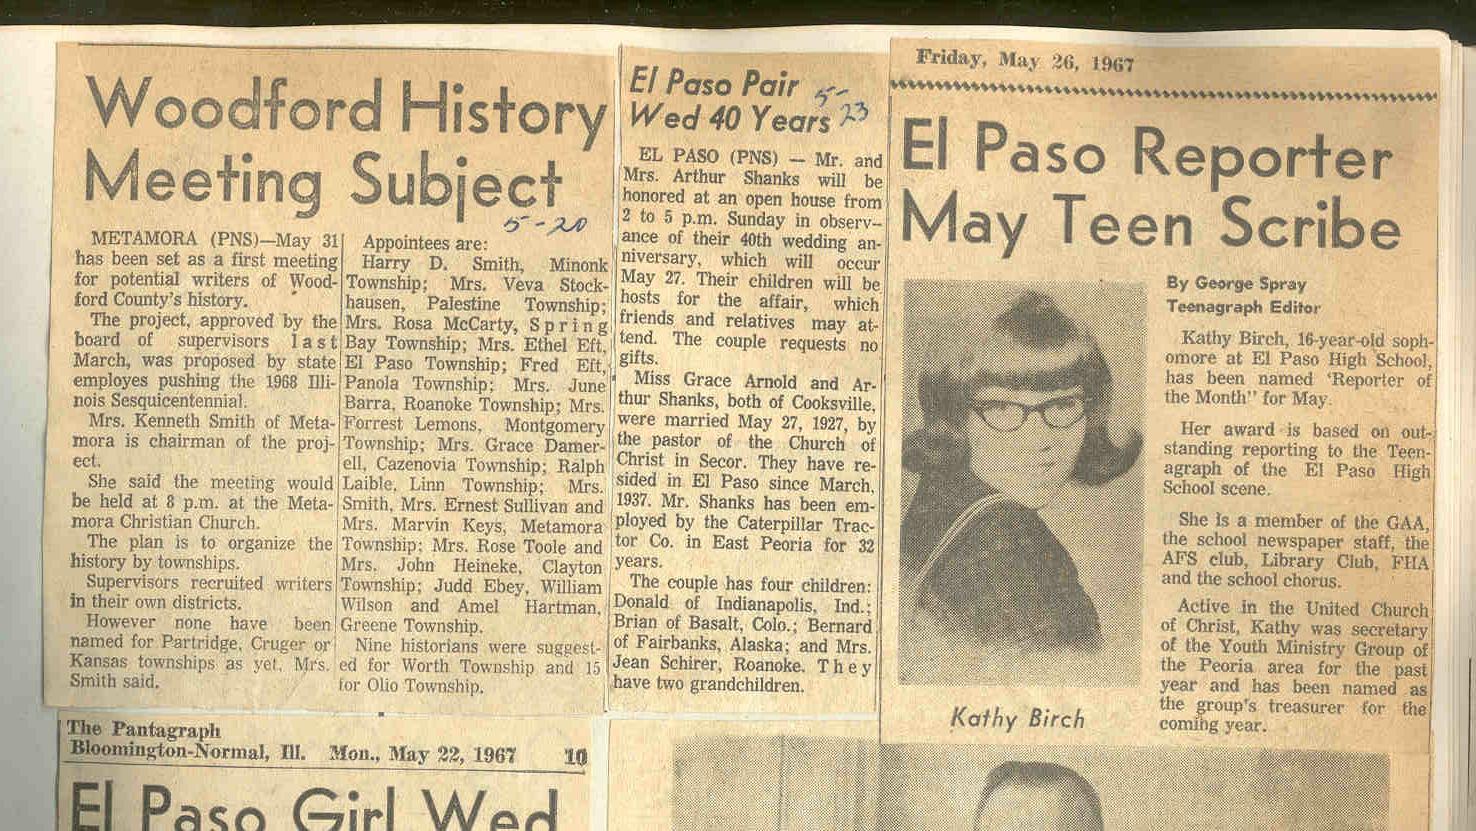 Woodford History
Meeting Subject
5-20
METAMORA (PNS)—May 31
has been set as a first meeting
for potential writers of Wood-
ford County's history.
The project, approved by the
board of supervisors last
March, was proposed by state
employes pushing the 1968 Illi-
nois Sesquicentennial.
Mrs. Kenneth Smith of Meta-
mora is chairman of the proj-
ect.
She said the meeting would
be held at 8 p.m. at the Meta-
mora Christian Church.
The plan is to organize the
history by townships.
Supervisors recruited writers
in their own districts.
However none have been
named for Partridge, Cruger or
Kansas townships as yet, Mrs.
Smith said.
Appointees are:
Harry D. Smith, Minonk
Township; Mrs. Veva Stock-
hausen, Palestine Township;
Mrs. Rosa McCarty, Spring
Bay Township; Mrs. Ethel Eft,
El Paso Township; Fred Eft,
Panola Township; Mrs. June
Barra, Roanoke Township; Mrs.
Forrest Lemons, Montgomery
Township; Mrs. Grace Damer-
ell, Cazenovia Township; Ralph
Laible, Linn Township; Mrs.
Smith, Mrs. Ernest Sullivan and
Mrs. Marvin Keys, Metamora
Township; Mrs. Rose Toole and
Mrs. John Heineke, Clayton
Township; Judd Ebey, William
Wilson and Amel Hartman,
Greene Township.
Nine historians were suggest-
ed for Worth Township and 15
for Olio Township.
El Paso Pair
Wed 40 Years
5-
23
EL PASO (PNS) — Mr. and
Mrs. Arthur Shanks will be
honored at an open house from
2 to 5 p.m. Sunday in observ-
ance of their 40th wedding an-
niversary, which will occur
May 27. Their children will be
hosts for the affair, which
friends and relatives may at-
tend. The couple requests no
gifts.
Miss Grace Arnold and Ar-
thur Shanks, both of Cooksville,
were married May 27, 1927, by
the pastor of the Church of
Christ in Secor. They have re-
sided in El Paso since March,
1937. Mr. Shanks has been em-
ployed by the Caterpillar Trac-
tor Co. in East Peoria for 32
years.
The couple has four children:
Donald of Indianapolis, Ind.;
Brian of Basalt, Colo.; Bernard
of Fairbanks, Alaska; and Mrs.
Jean Schirer, Roanoke. They
have two grandchildren.
Friday, May 26, 1967
El Paso Reporter
May Teen Scribe
By George Spray
Teenagraph Editor
Kathy Birch, 16-year-old soph-
omore at El Paso High School,
has been named 'Reporter of
the Month" for May.
Her award is based on out-
standing reporting to the Teen-
agraph of the El Paso High
School scene.
She is a member of the GAA,
the school newspaper staff, the
AFS club, Library Club, FHA
and the school chorus.
Active in the United Church
of Christ, Kathy was secretary
of the Youth Ministry Group of
the Peoria area for the past
year and has been named as
the group's treasurer for the
coming year.
Kathy Birch
The Pantagraph
Bloomington-Normal, Ill. Mon., May 22, 1967 10
El Paso Girl Wed